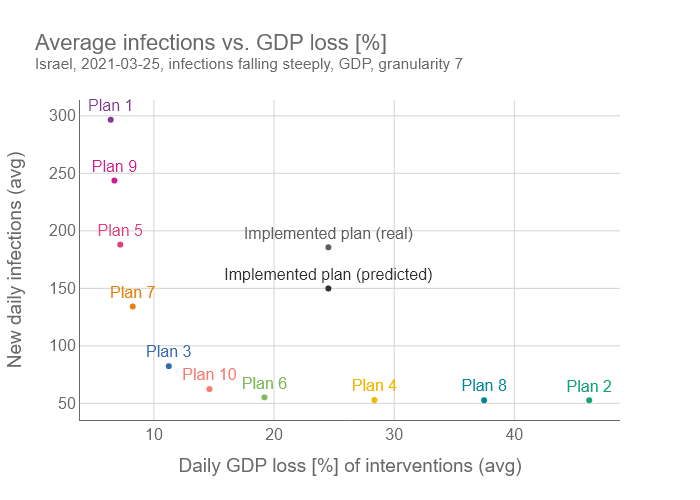 Average infections vs. GDP loss [%]
Israel, 2021-03-25, infections falling steeply, GDP, granularity 7
New daily infections (avg)
300
250
200
150
100
50
Plan 1
Plan 9
Plan 5
Implemented plan (real)
Implemented plan (predicted)
Plan 7
Plan 3
Plan 10
Plan 6
Plan 4
Plan 8
Plan 2
10
20
30
40
Daily GDP loss [%] of interventions (avg)